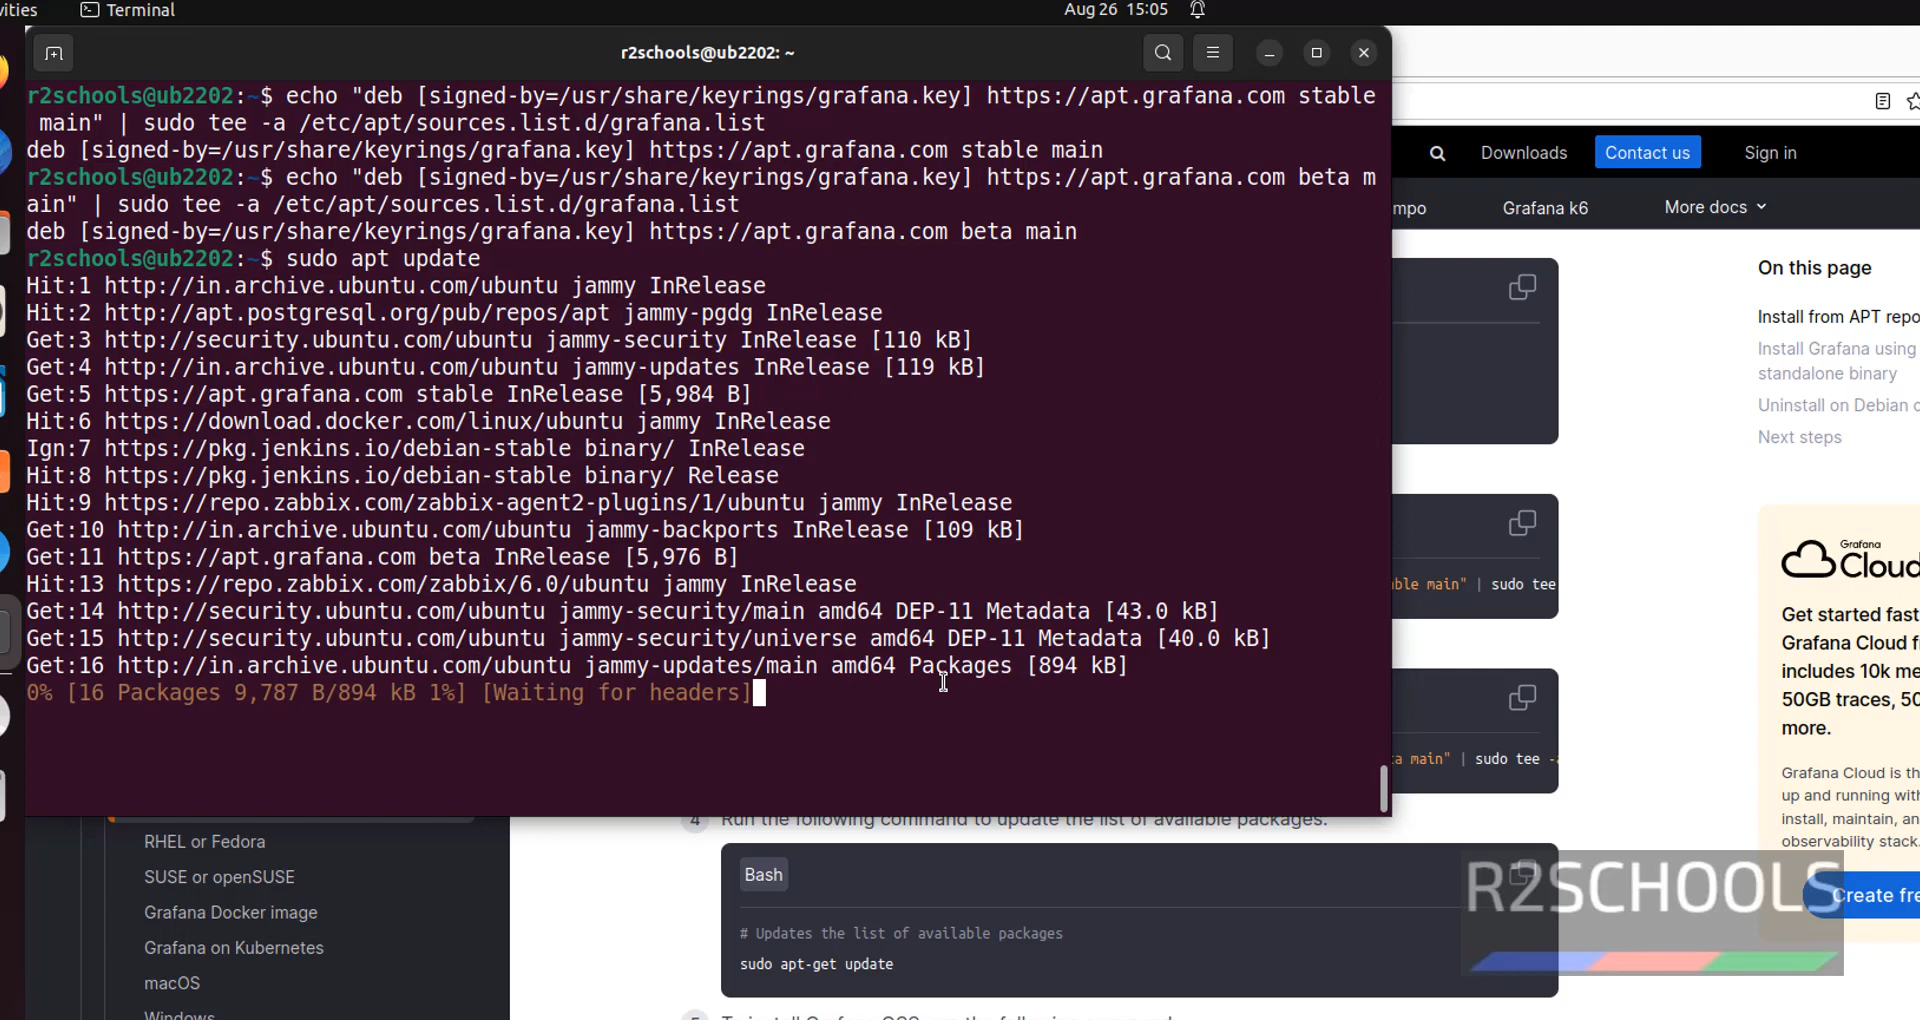 vities
Terminal
Aug 26 15:05
r2schools@ub2202: ~
r2schools@ub2202:~$ echo "deb [signed-by=/usr/share/keyrings/grafana.key] https://apt.grafana.com stable
main" | sudo tee -a /etc/apt/sources.list.d/grafana.list
deb [signed-by=/usr/share/keyrings/grafana.key] https://apt.grafana.com stable main
r2schools@ub2202:~$ echo "deb [signed-by=/usr/share/keyrings/grafana.key] https://apt.grafana.com beta m
ain" | sudo tee -a /etc/apt/sources.list.d/grafana.list
deb [signed-by=/usr/share/keyrings/grafana.key] https://apt.grafana.com beta main
r2schools@ub2202:~$ sudo apt update
Hit:1 http://in.archive.ubuntu.com/ubuntu jammy InRelease
Hit:2 http://apt.postgresql.org/pub/repos/apt jammy-pgdg InRelease
Get:3 http://security.ubuntu.com/ubuntu jammy-security InRelease [110 kB]
Get:4 http://in.archive.ubuntu.com/ubuntu jammy-updates InRelease [119 kB]
Get:5 https://apt.grafana.com stable InRelease [5,984 B]
Hit:6 https://download.docker.com/linux/ubuntu jammy InRelease
Ign:7 https://pkg.jenkins.io/debian-stable binary/ InRelease
Hit:8 https://pkg.jenkins.io/debian-stable binary/ Release
Hit:9 https://repo.zabbix.com/zabbix-agent2-plugins/1/ubuntu jammy InRelease
Get:10 http://in.archive.ubuntu.com/ubuntu jammy-backports InRelease [109 kB]
Get:11 https://apt.grafana.com beta InRelease [5,976 B]
Hit:13 https://repo.zabbix.com/zabbix/6.0/ubuntu jammy InRelease
Get:14 http://security.ubuntu.com/ubuntu jammy-security/main amd64 DEP-11 Metadata [43.0 kB]
Get:15 http://security.ubuntu.com/ubuntu jammy-security/universe amd64 DEP-11 Metadata [40.0 kB]
Get:16 http://in.archive.ubuntu.com/ubuntu jammy-updates/main amd64 Packages [894 kB]
0% [16 Packages 9,787 B/894 kB 1%] [Waiting for headers]
Downloads
Contact us
Sign in
mpo
Grafana k6
More docs
ble main" | sudo tee
a main" | sudo tee -a
On this page
Install from APT repo
Install Grafana using
standalone binary
Uninstall on Debian o
Next steps
Grafana
Cloud
Get started fast
Grafana Cloud f
includes 10k me
50GB traces, 50
more.
Grafana Cloud is th
up and running with
install, maintain, an
observability stack.
Create fre
RHEL or Fedora
SUSE or openSUSE
Grafana Docker image
Grafana on Kubernetes
macOS
Windows
4 Run the following command to update the list of available packages:
Bash
# Updates the list of available packages
sudo apt-get update
R2SCHOOLS